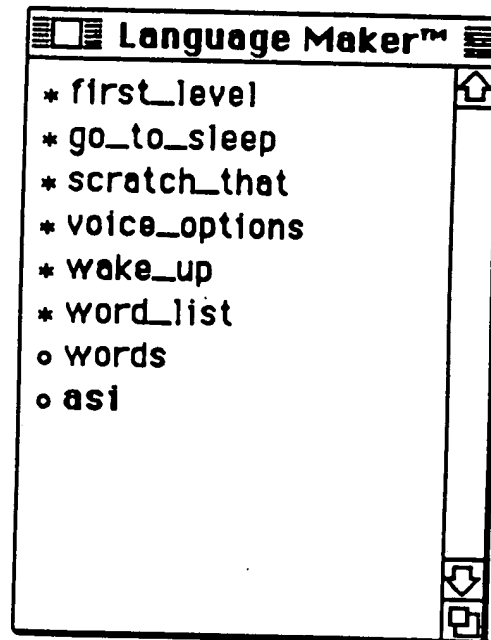 Language Maker™
* first_level
* go_to_sleep
* scratch_that
* voice_options
* wake_up
* word_list
o words
o asi